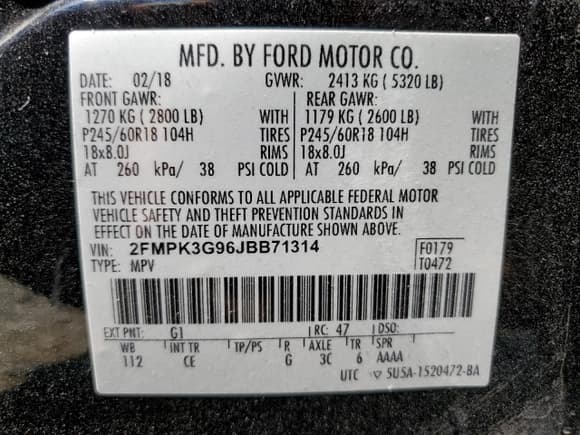 MFD. BY FORD MOTOR CO.
DATE: 02/18 GVWR: 2413 KG ( 5320 LB)
FRONT GAWR: REAR GAWR:
1270 KG ( 2800 LB) WITH 1179 KG ( 2600 LB) WITH
P245/60R18 104H TIRES P245/60R18 104H TIRES
18x8.0J RIMS 18x8.0J RIMS
AT 260 kPa/ 38 PSI COLD AT 260 kPa/ 38 PSI COLD
THIS VEHICLE CONFORMS TO ALL APPLICABLE FEDERAL MOTOR
VEHICLE SAFETY AND THEFT PREVENTION STANDARDS IN
EFFECT ON THE DATE OF MANUFACTURE SHOWN ABOVE.
VIN: 2FMPK3G96JBB71314 F0179
TYPE: MPV T0472
EXT PNT: G1 RC: 47 DSO:
WB INT TR TP/PS R AXLE TR SPR
112 CE G 3C 6 AAAA
UTC ▽ 5USA-1520472-BA